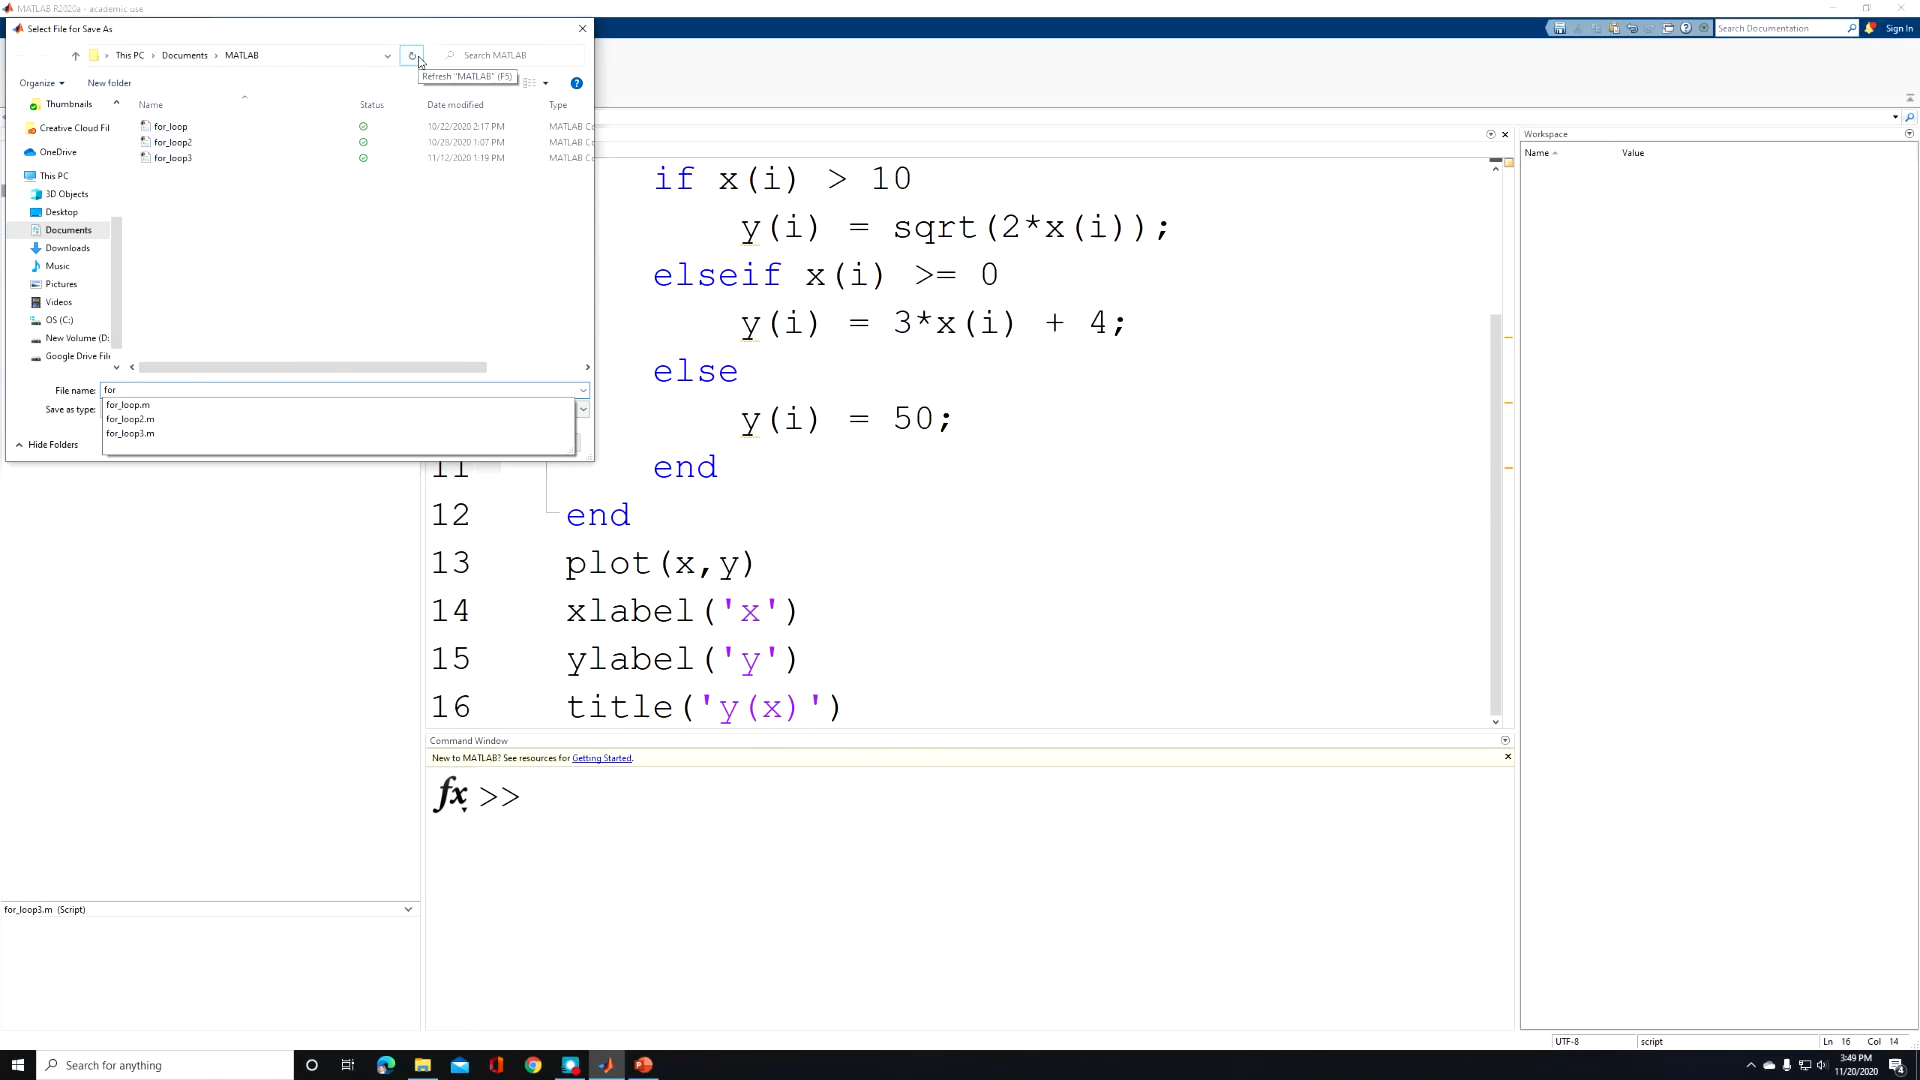 MATLAB R2020a - academic use
Select File for Save As
Search Documentation
Sign In
This PC > Documents > MATLAB
Search MATLAB
Refresh "MATLAB" (F5)
Organize
New folder
Name Status Date modified Type
for_loop 10/22/2020 2:17 PM MATLAB Co
for_loop2 10/28/2020 1:07 PM MATLAB Co
for_loop3 11/12/2020 1:19 PM MATLAB Co
Thumbnails
Creative Cloud Fil
OneDrive
This PC
3D Objects
Desktop
Documents
Downloads
Music
Pictures
Videos
OS (C:)
New Volume (D:
Google Drive File
File name: for
Save as type:
for_loop.m
for_loop2.m
for_loop3.m
Hide Folders
if x(i) > 10
y(i) = sqrt(2*x(i));
elseif x(i) >= 0
y(i) = 3*x(i) + 4;
else
y(i) = 50;
11 end
12 end
13 plot(x,y)
14 xlabel('x')
15 ylabel('y')
16 title('y(x)')
Workspace
Name Value
Command Window
New to MATLAB? See resources for Getting Started.
fx >>
for_loop3.m (Script)
UTF-8 script Ln 16 Col 14
Search for anything
3:49 PM
11/20/2020
4